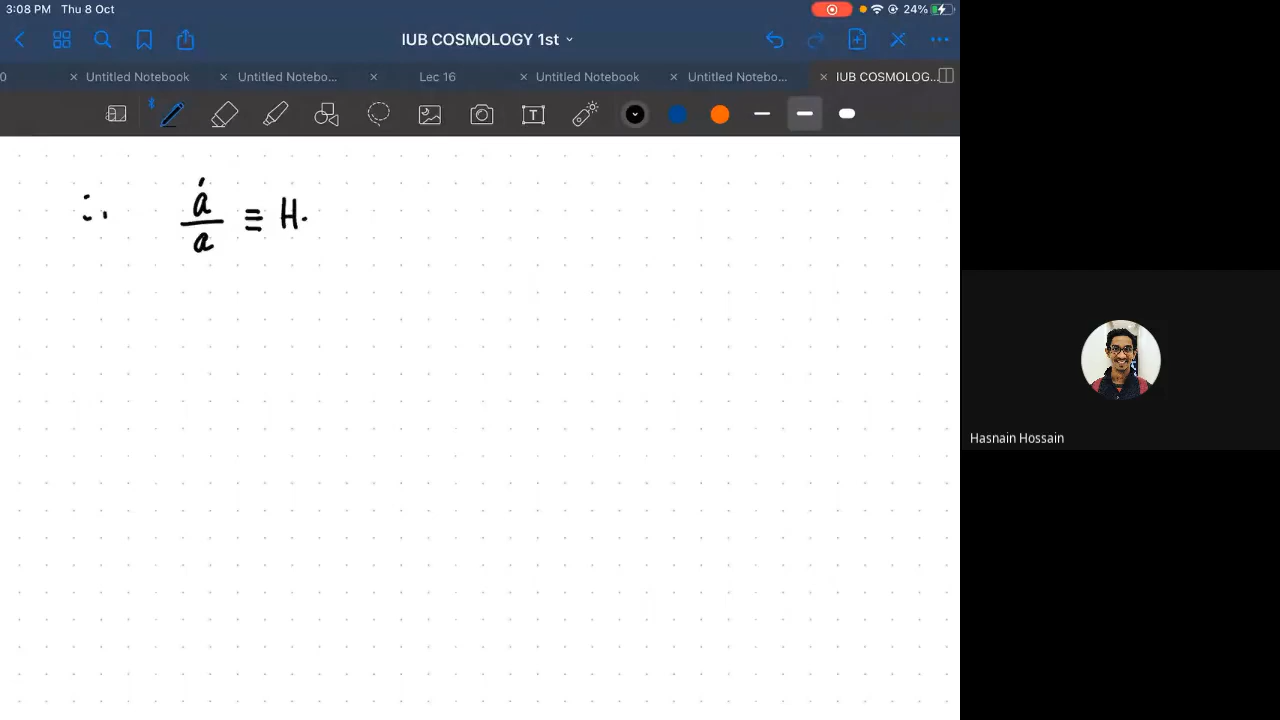 3:08 PM Thu 8 Oct
24%
IUB COSMOLOGY 1st
0
× Untitled Notebook
× Untitled Notebo...
× Lec 16
× Untitled Notebook
× Untitled Notebo...
× IUB COSMOLOG...
T
∴ ȧ/a ≡ H.
Hasnain Hossain